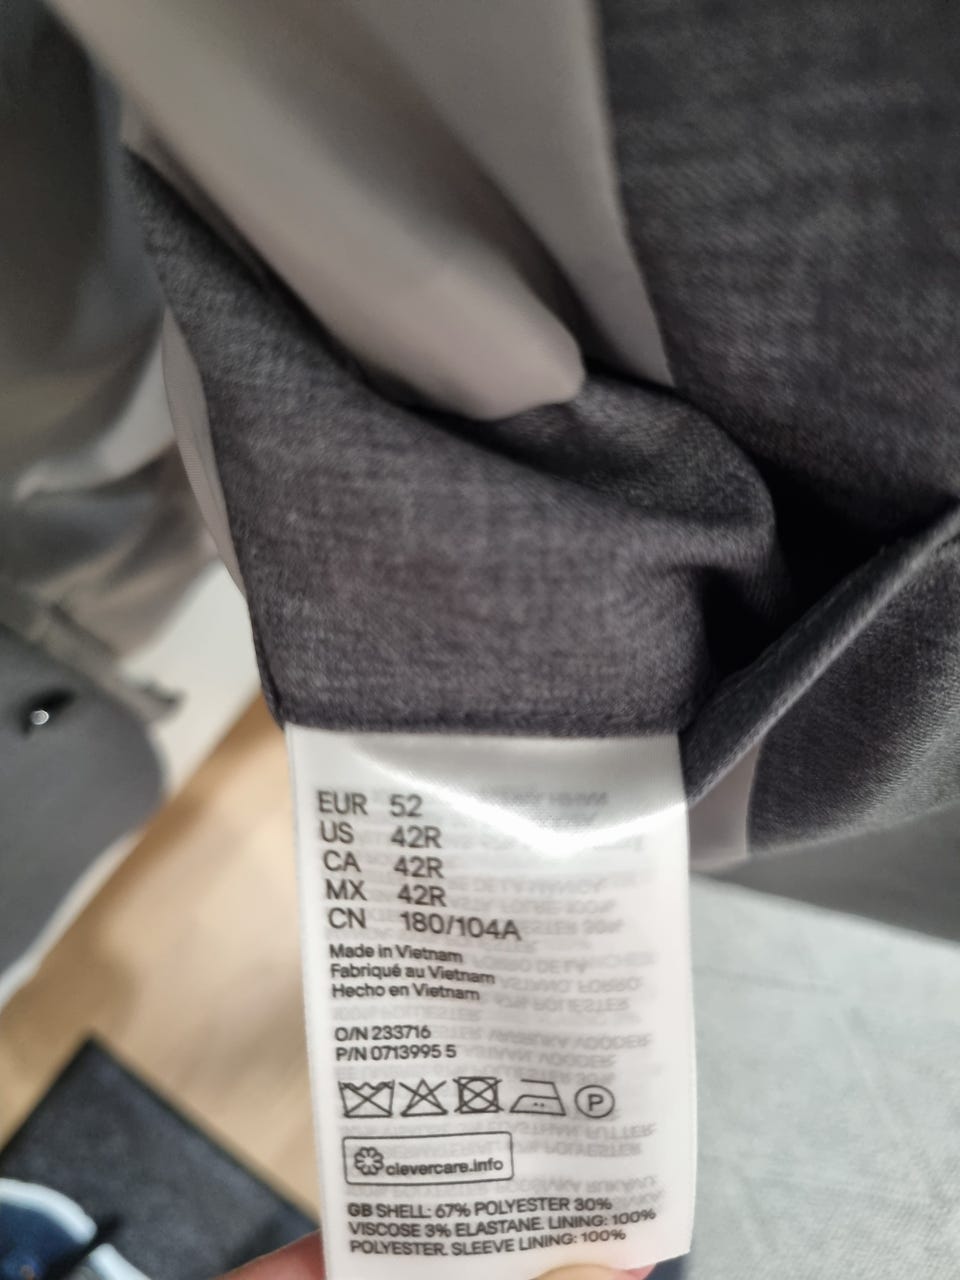 EUR 52
US 42R
CA 42R
MX 42R
CN 180/104A
Made in Vietnam
Fabriqué au Vietnam
Hecho en Vietnam
O/N 233716
P/N 0713995 5
P
clevercare.info
GB SHELL: 67% POLYESTER 30%
VISCOSE 3% ELASTANE. LINING: 100%
POLYESTER. SLEEVE LINING: 100%